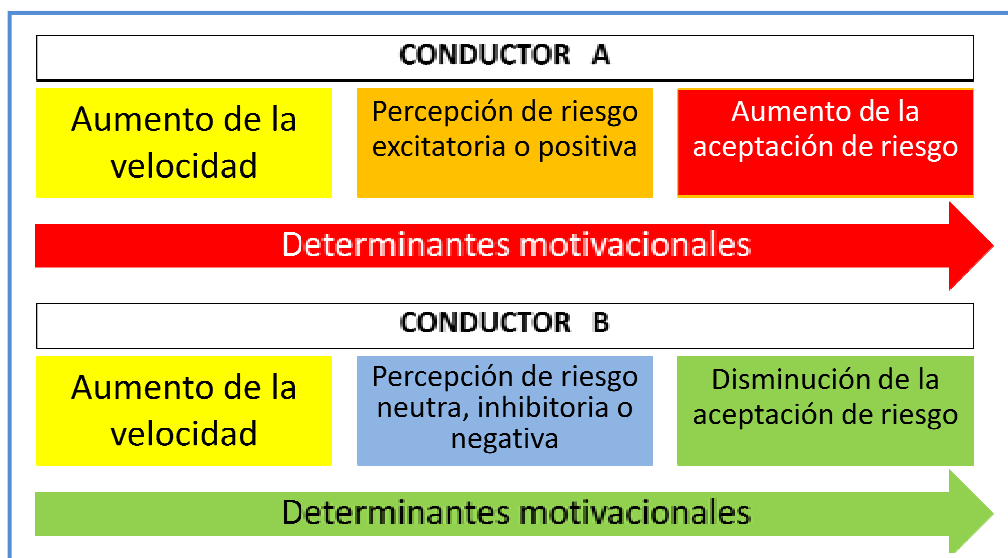 CONDUCTOR A
Aumento de la
velocidad
Percepción de riesgo
excitatoria o positiva
Aumento de la
aceptación de riesgo
Determinantes motivacionales
CONDUCTOR B
Aumento de la
velocidad
Percepción de riesgo
neutra, inhibitoria o
negativa
Disminución de la
aceptación de riesgo
Determinantes motivacionales